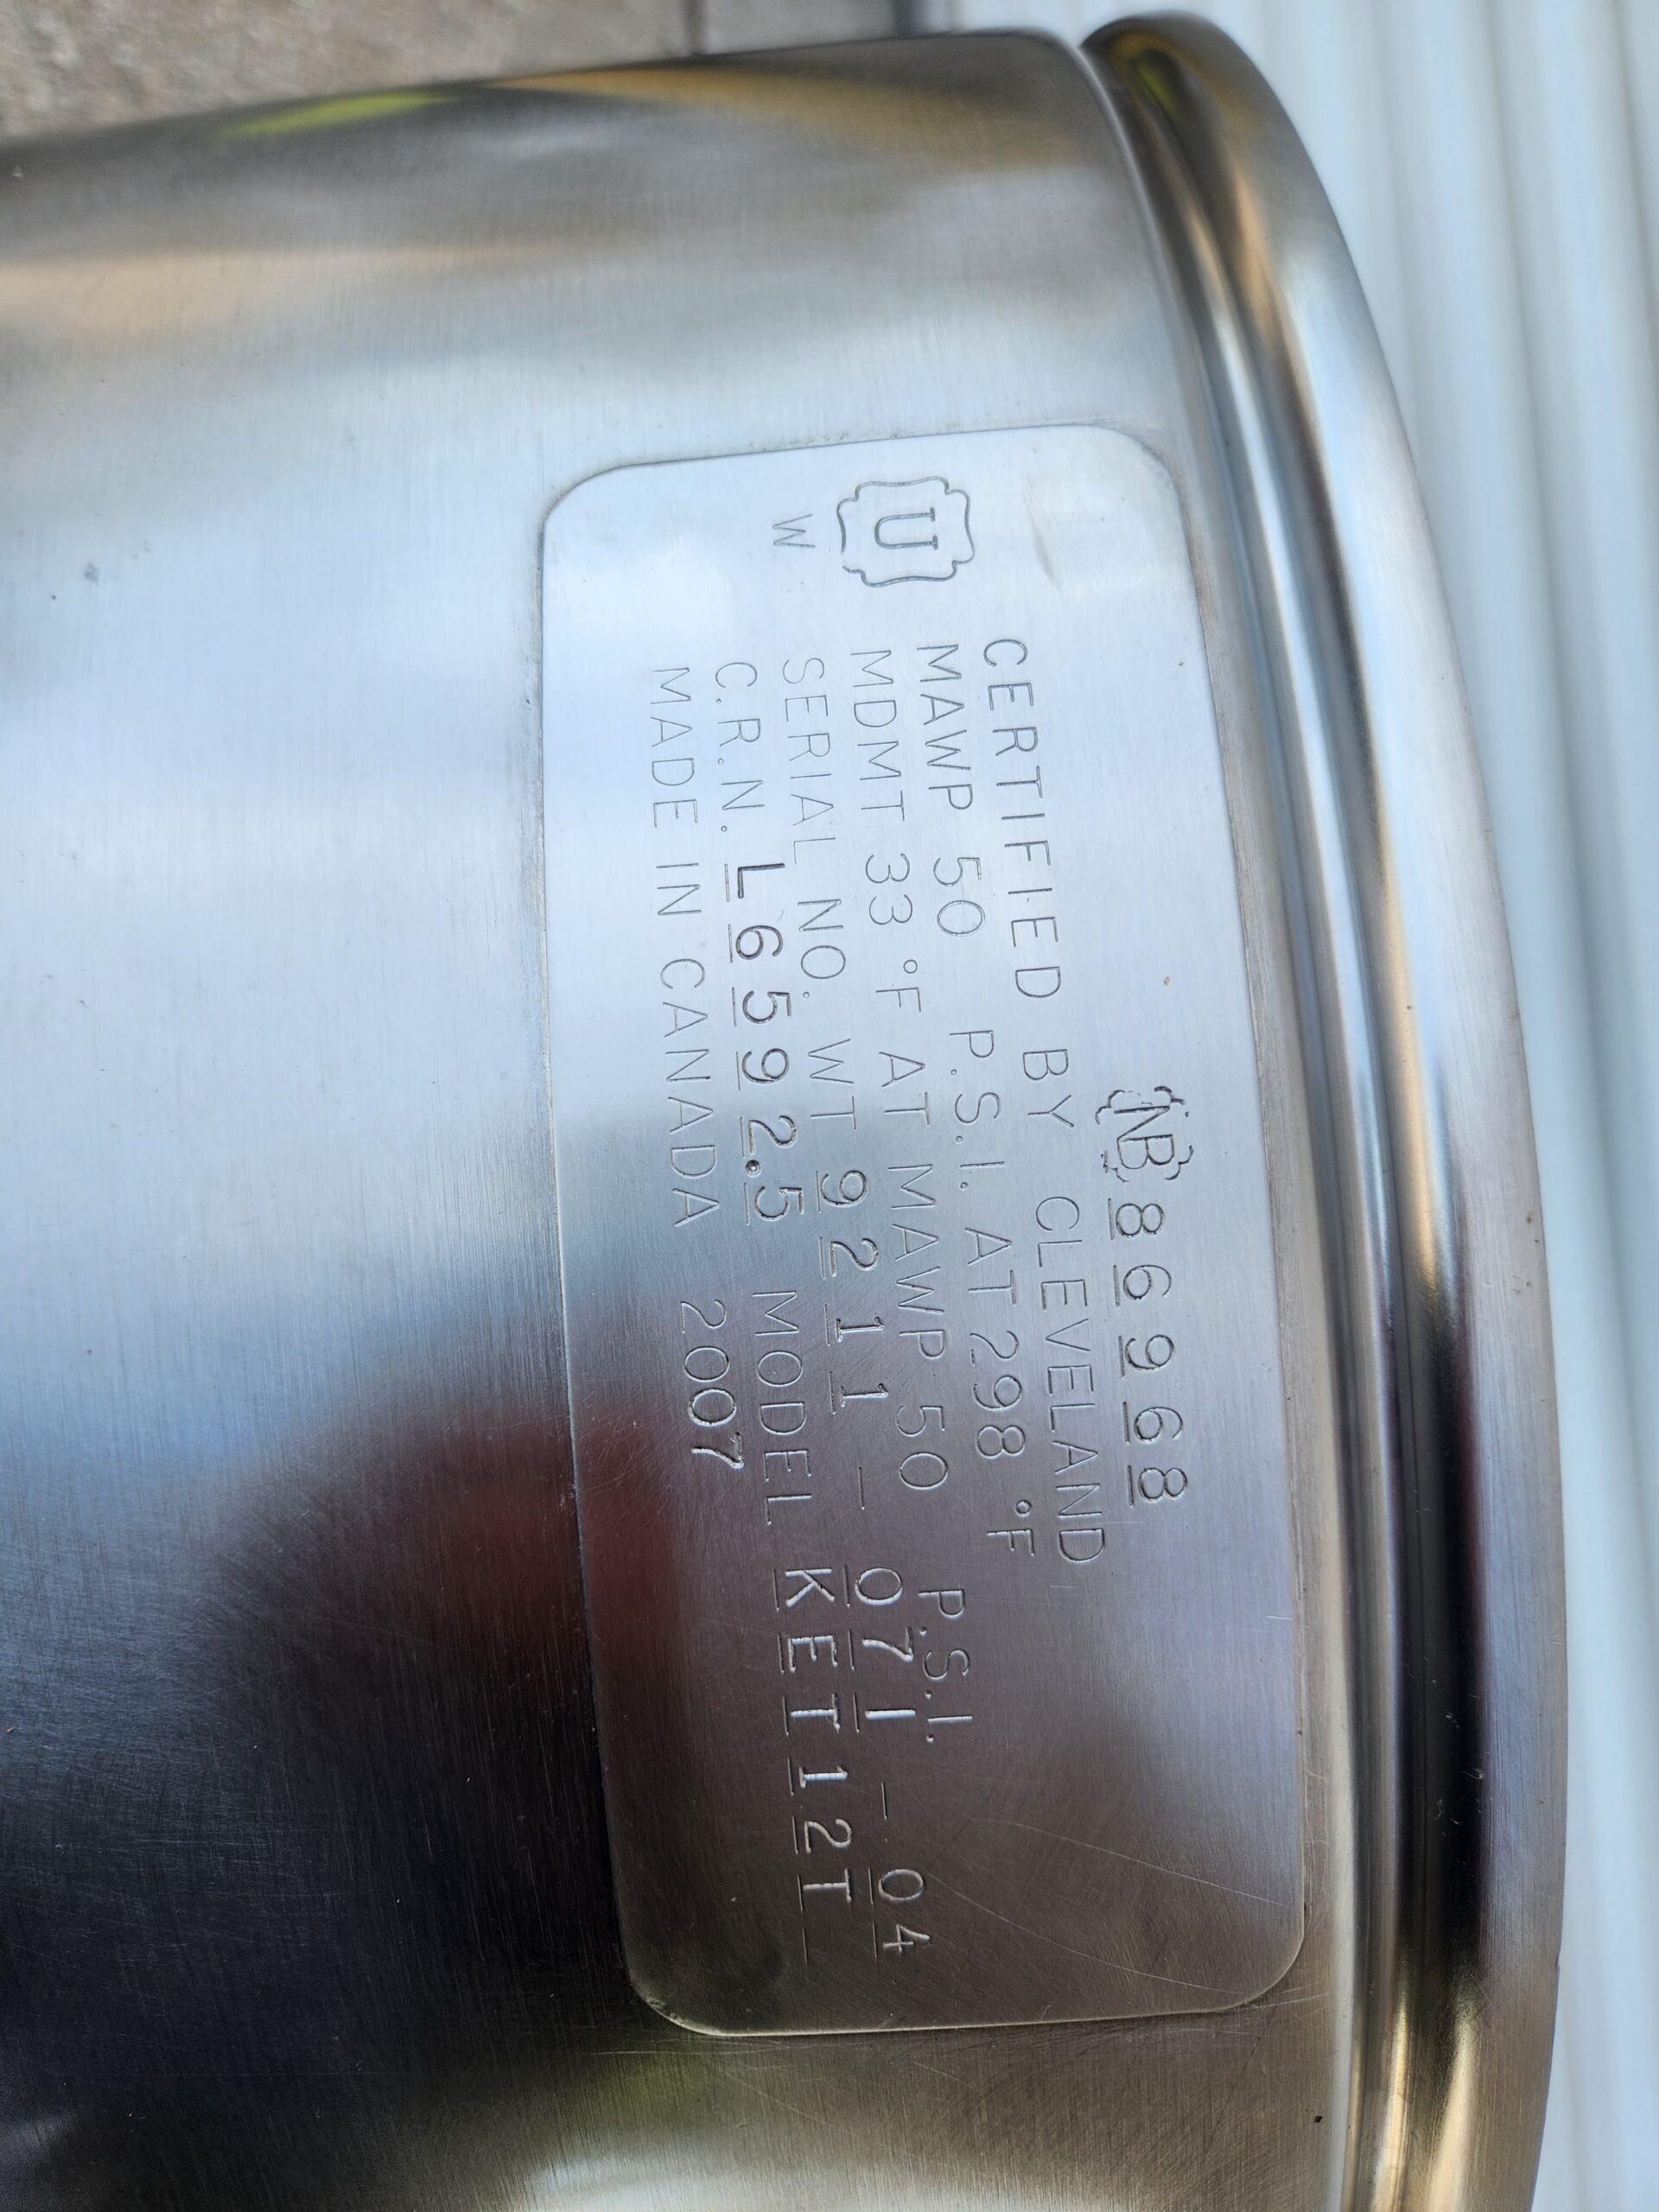 NB 86968
CERTIFIED BY CLEVELAND
MAWP 50 P.S.I. AT 298 °F
U
W
MDMT 33 °F AT MAWP 50 P.S.I.
SERIAL NO. WT 9211 - 071 - 04
C.R.N. L6592.5 MODEL KET12T
MADE IN CANADA 2007